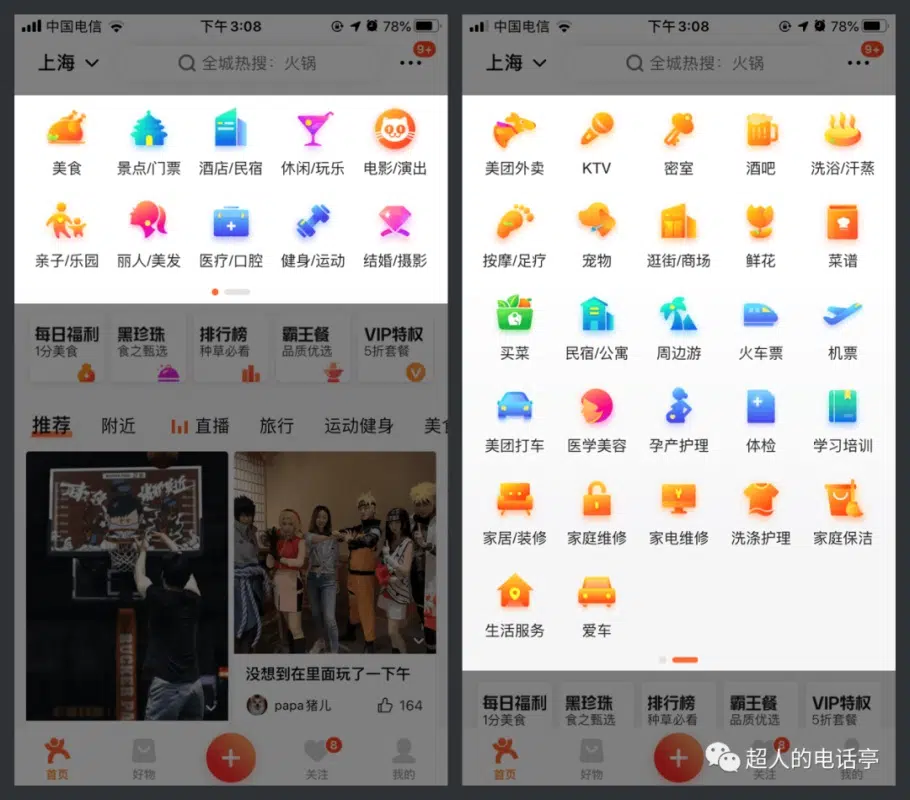 中国电信 下午3:08 78%
上海 全城热搜：火锅 9+
美食 景点/门票 酒店/民宿 休闲/玩乐 电影/演出
亲子/乐园 丽人/美发 医疗/口腔 健身/运动 结婚/摄影
每日福利 黑珍珠 排行榜 霸王餐 VIP特权
1分美食 食之甄选 种草必看 品质优选 5折套餐
推荐 附近 直播 旅行 运动健身 美食
没想到在里面玩了一下午
papa猪儿 164
首页 好物 关注 8 我的
中国电信 下午3:08 78%
上海 全城热搜：火锅 9+
美团外卖 KTV 密室 酒吧 洗浴/汗蒸
按摩/足疗 宠物 逛街/商场 鲜花 菜谱
买菜 民宿/公寓 周边游 火车票 机票
美团打车 医学美容 孕产护理 体检 学习培训
家居/装修 家庭维修 家电维修 洗涤护理 家庭保洁
生活服务 爱车
每日福利 黑珍珠 排行榜 霸王餐 VIP特权
1分美食 食之甄选 种草必看 品质优选 5折套餐
首页 好物 关注 8 我的
超人的电话亭